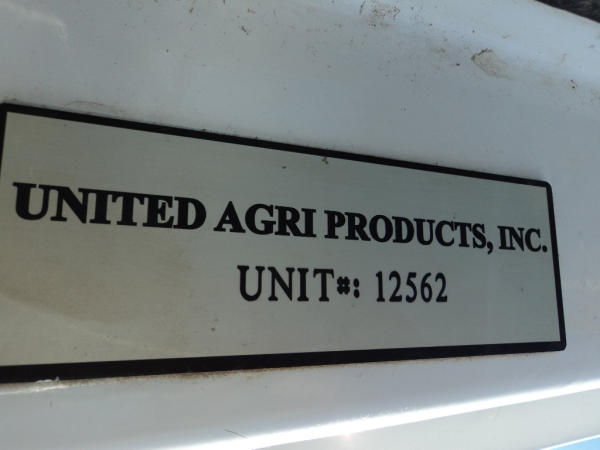 UNITED AGRI PRODUCTS, INC.
UNIT#: 12562